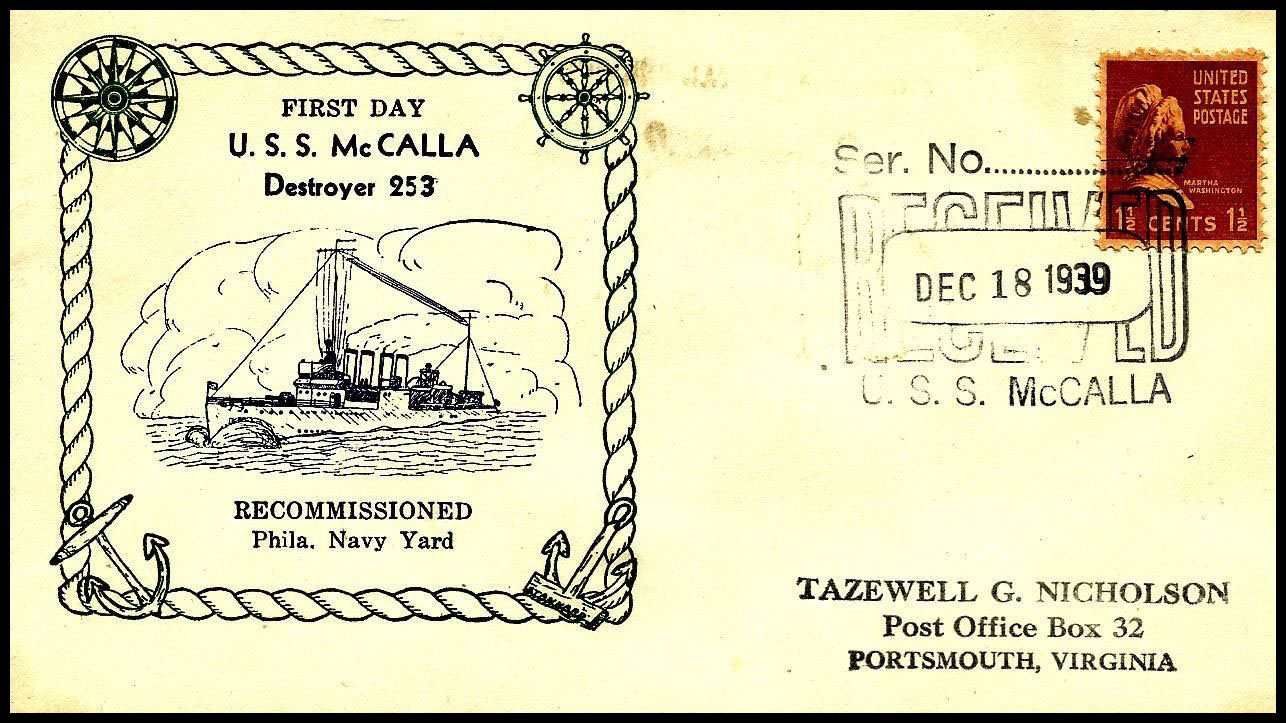 FIRST DAY
U. S. S. McCALLA
Destroyer 253
RECOMMISSIONED
Phila. Navy Yard
UNITED
STATES
POSTAGE
MARTHA
WASHINGTON
1½ CENTS 1½
Ser. No..................
RECEIVED
DEC 18 1939
RECEIVED
U. S. S. McCALLA
TAZEWELL G. NICHOLSON
Post Office Box 32
PORTSMOUTH, VIRGINIA